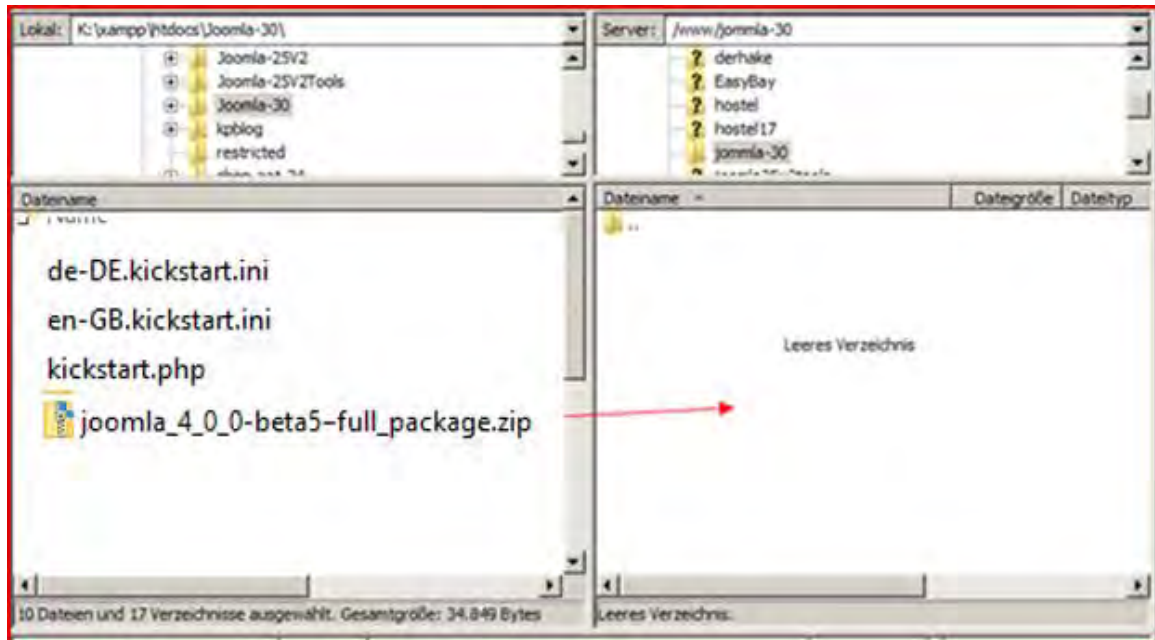 Lokal: K:\xampp\htdocs\Joomla-30\
Joomla-25V2
Joomla-25V2Tools
Joomla-30
kpblog
restricted
Dateiname
Name
de-DE.kickstart.ini
en-GB.kickstart.ini
kickstart.php
joomla_4_0_0-beta5–full_package.zip
10 Dateien und 17 Verzeichnisse ausgewählt. Gesamtgröße: 34.849 Bytes
Server: /www/jommla-30
derhake
EasyBay
hostel
hostel17
jommla-30
Dateiname Dateigröße Dateityp
..
Leeres Verzeichnis
Leeres Verzeichnis.